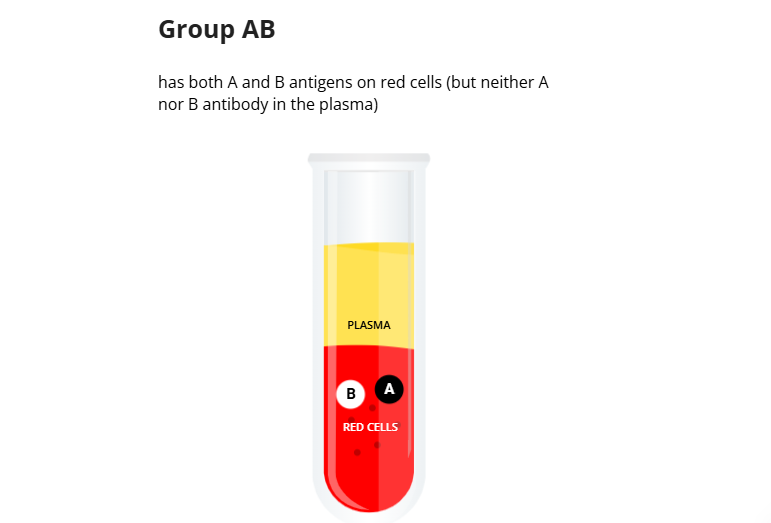 Group AB
has both A and B antigens on red cells (but neither A
nor B antibody in the plasma)
PLASMA
B A
RED CELLS